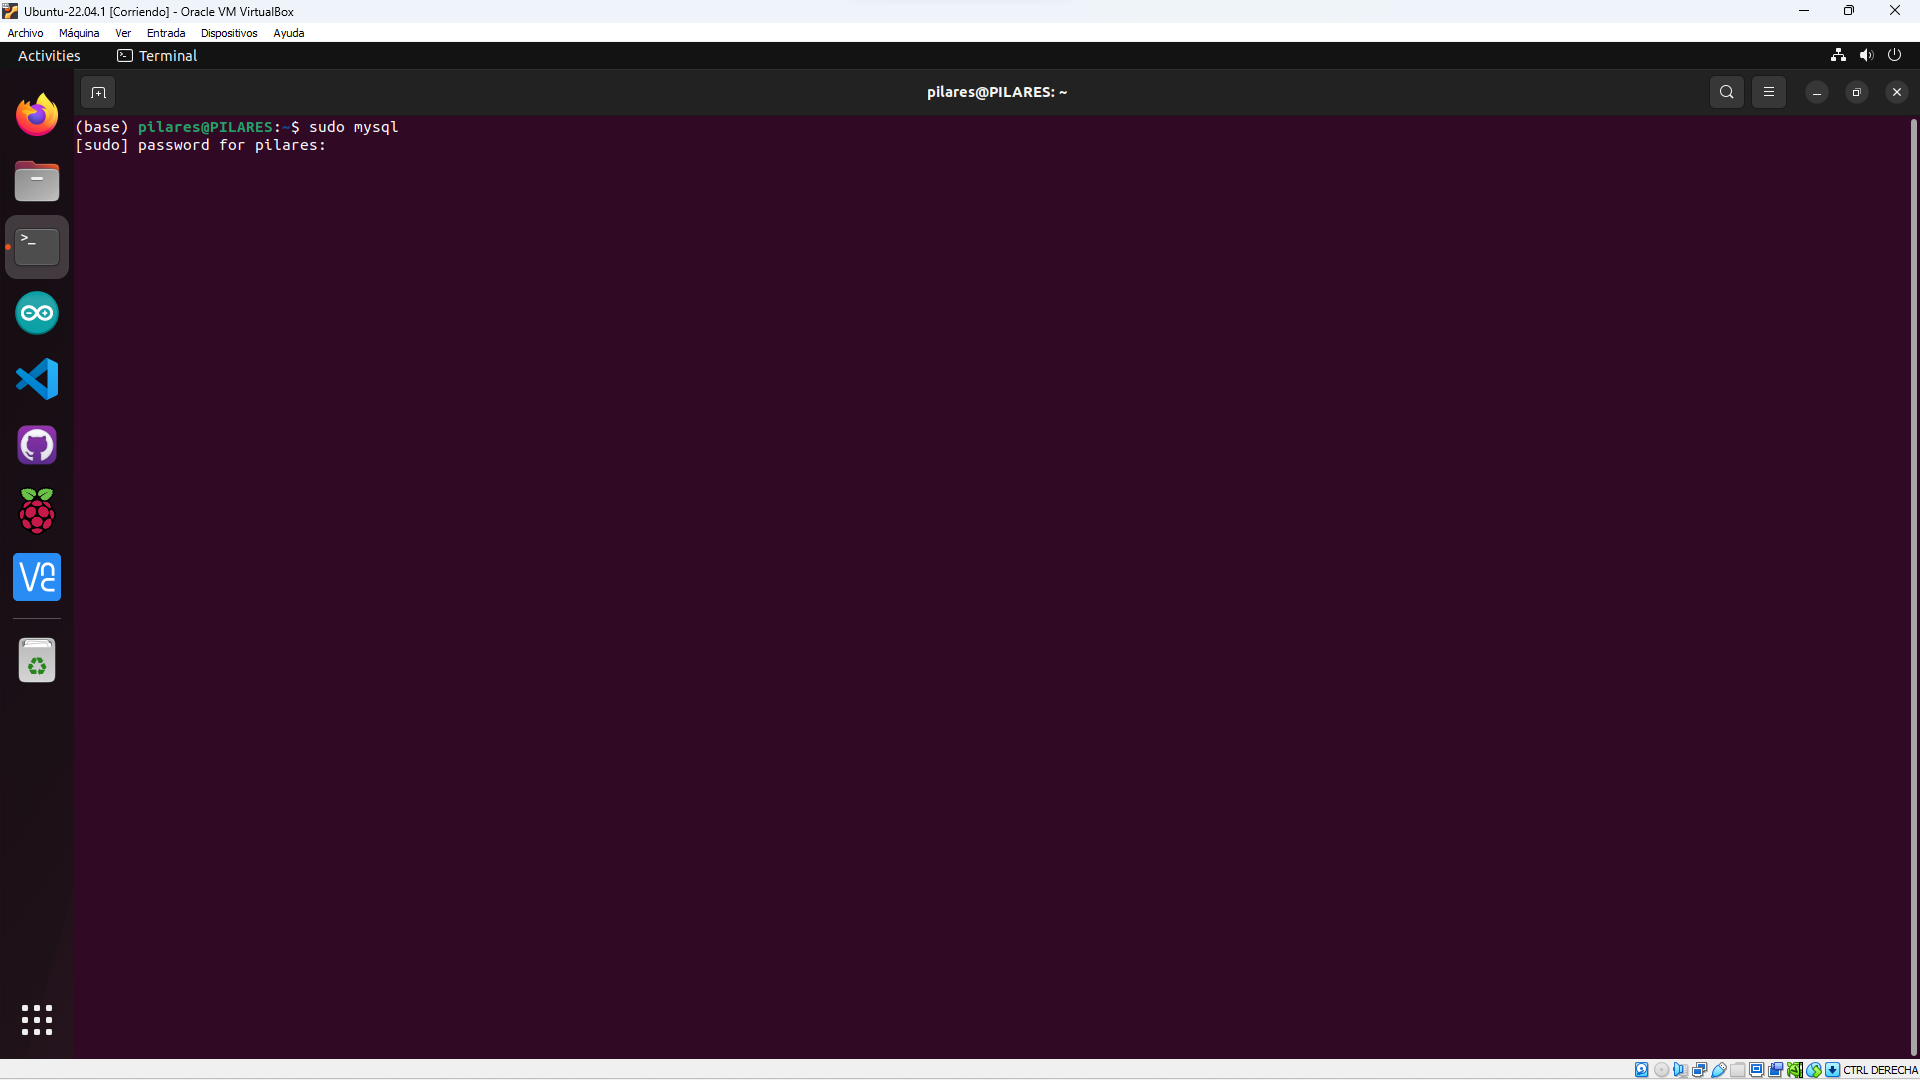 Ubuntu-22.04.1 [Corriendo] - Oracle VM VirtualBox
Archivo Máquina Ver Entrada Dispositivos Ayuda
Activities >_ Terminal
pilares@PILARES: ~
(base) pilares@PILARES:~$ sudo mysql
[sudo] password for pilares:
>_
VNC
CTRL DERECHA